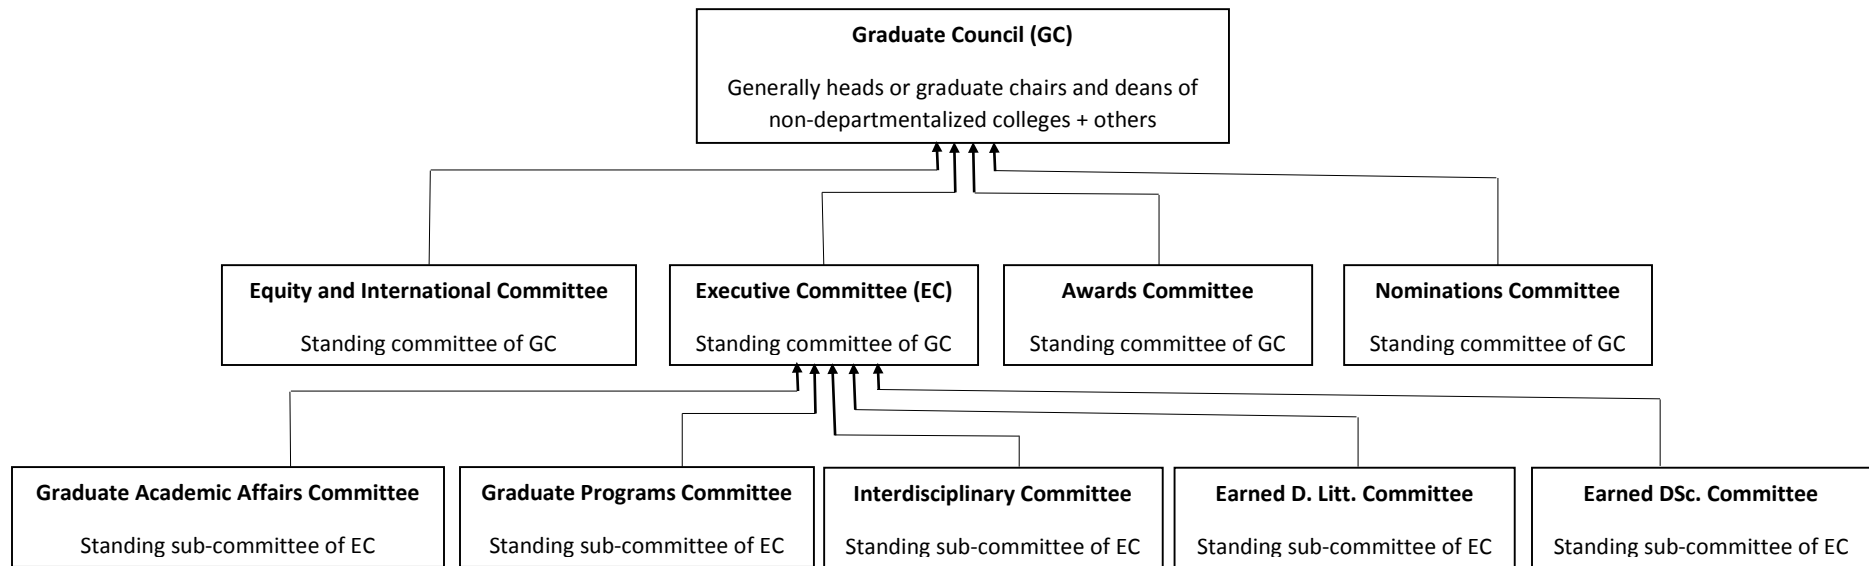 Graduate Council (GC)
Generally heads or graduate chairs and deans of
non-departmentalized colleges + others
Equity and International Committee
Standing committee of GC
Executive Committee (EC)
Standing committee of GC
Awards Committee
Standing committee of GC
Nominations Committee
Standing committee of GC
Graduate Academic Affairs Committee
Standing sub-committee of EC
Graduate Programs Committee
Standing sub-committee of EC
Interdisciplinary Committee
Standing sub-committee of EC
Earned D. Litt. Committee
Standing sub-committee of EC
Earned DSc. Committee
Standing sub-committee of EC